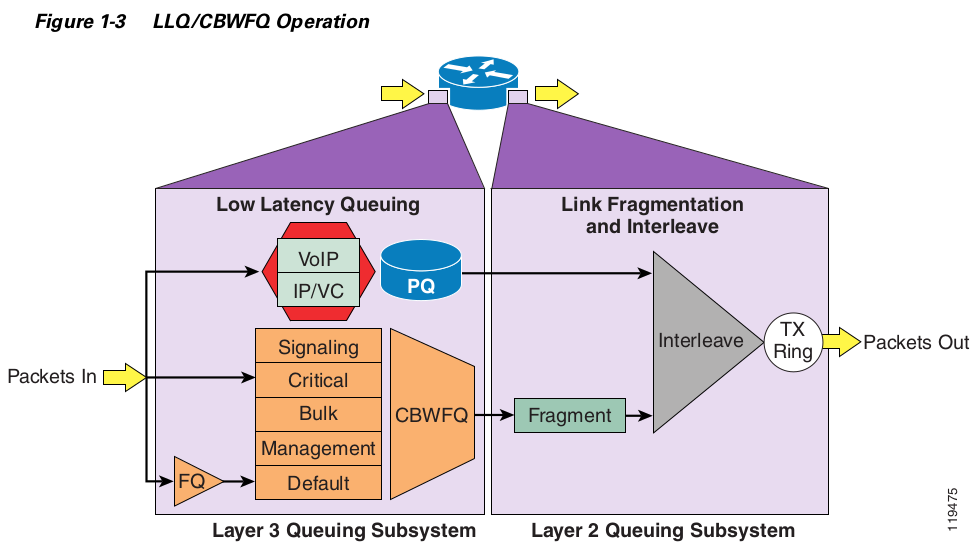 Figure 1-3 LLQ/CBWFQ Operation
Low Latency Queuing
Link Fragmentation
and Interleave
VoIP
IP/VC
PQ
Signaling
Critical
Bulk
Management
Default
CBWFQ
FQ
Packets In
Fragment
Interleave
TX
Ring
Packets Out
Layer 3 Queuing Subsystem
Layer 2 Queuing Subsystem
119475